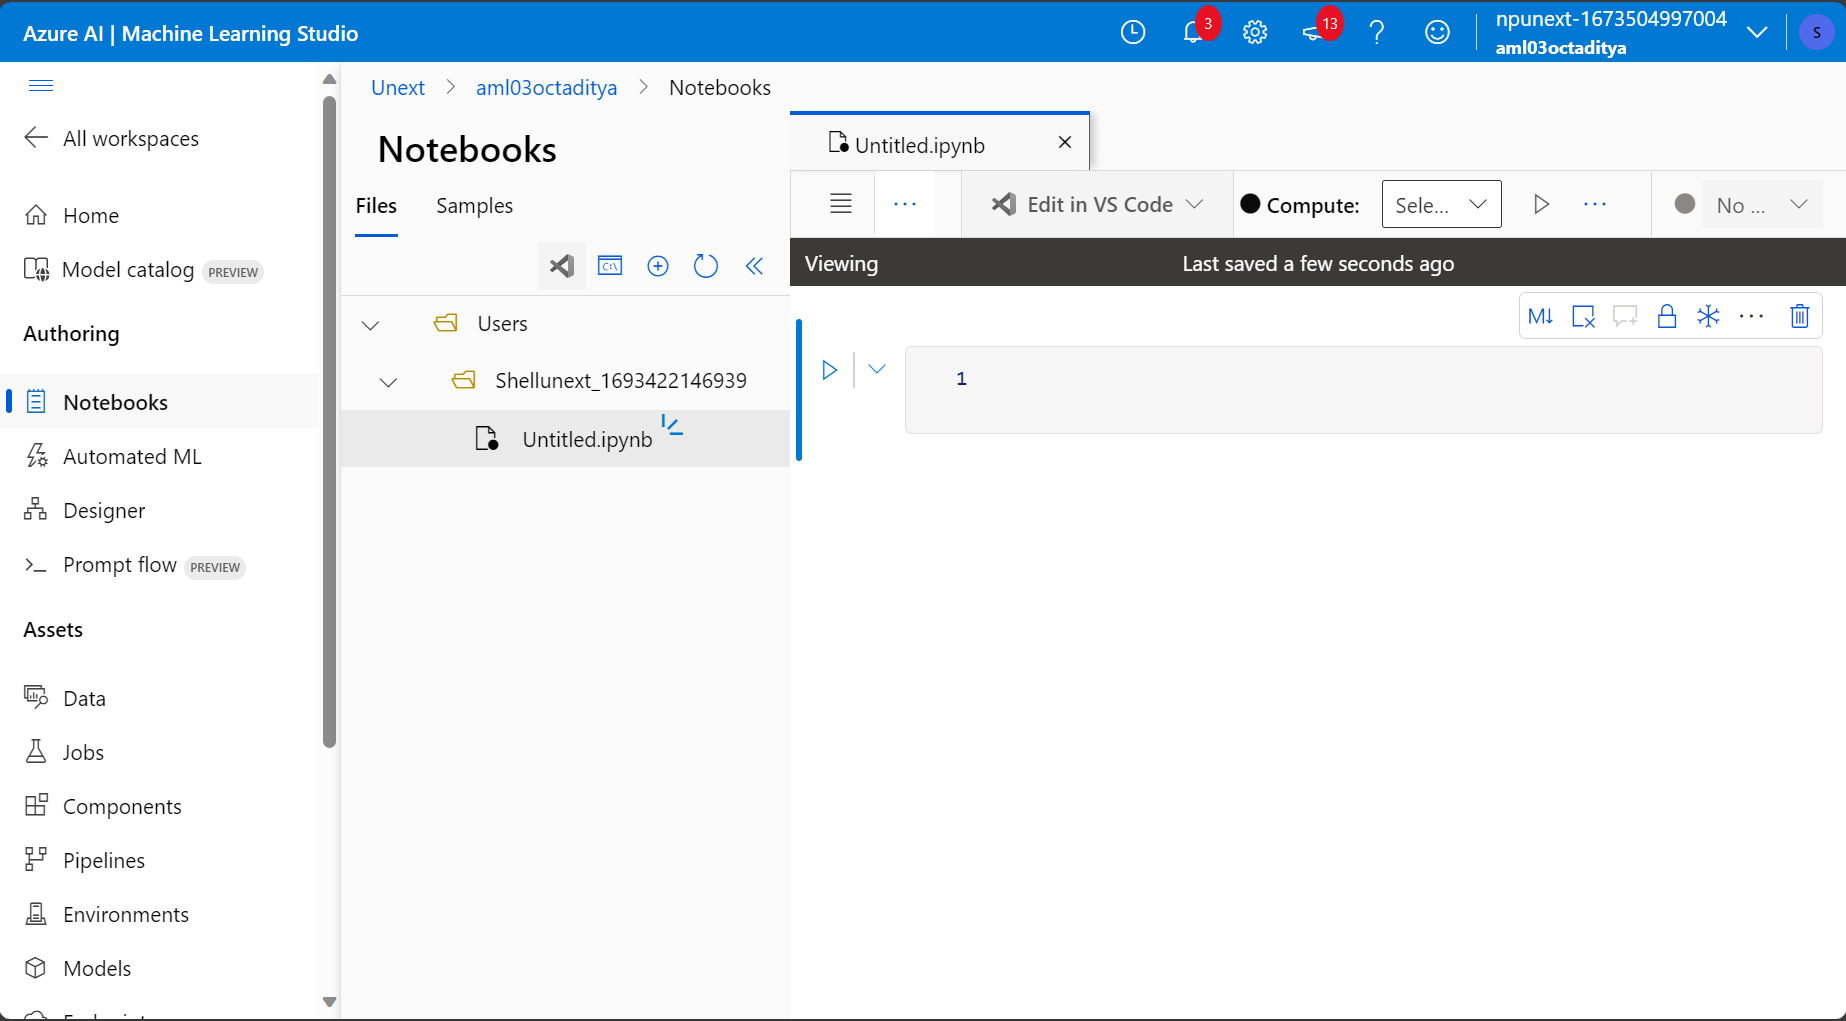 Azure AI | Machine Learning Studio
3
13
npunext-1673504997004
aml03octaditya
S
All workspaces
Home
Model catalog PREVIEW
Authoring
Notebooks
Automated ML
Designer
Prompt flow PREVIEW
Assets
Data
Jobs
Components
Pipelines
Environments
Models
Unext > aml03octaditya > Notebooks
Notebooks
Files Samples
Users
Shellunext_1693422146939
Untitled.ipynb
Untitled.ipynb
Edit in VS Code
Compute:
Sele...
No ...
Viewing
Last saved a few seconds ago
M↓
1